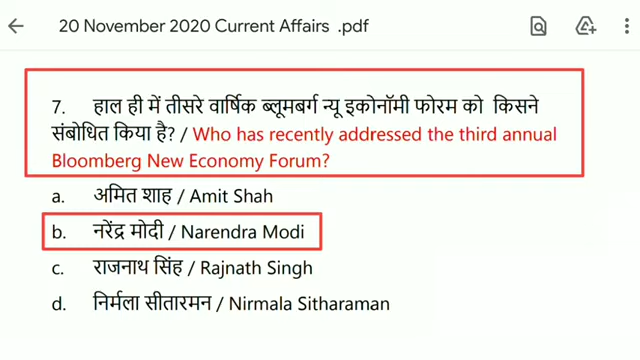 20 November 2020 Current Affairs .pdf
7. हाल ही में तीसरे वार्षिक ब्लूमबर्ग न्यू इकोनॉमी फोरम को किसने
संबोधित किया है? / Who has recently addressed the third annual
Bloomberg New Economy Forum?
a. अमित शाह / Amit Shah
b. नरेंद्र मोदी / Narendra Modi
c. राजनाथ सिंह / Rajnath Singh
d. निर्मला सीतारमन / Nirmala Sitharaman